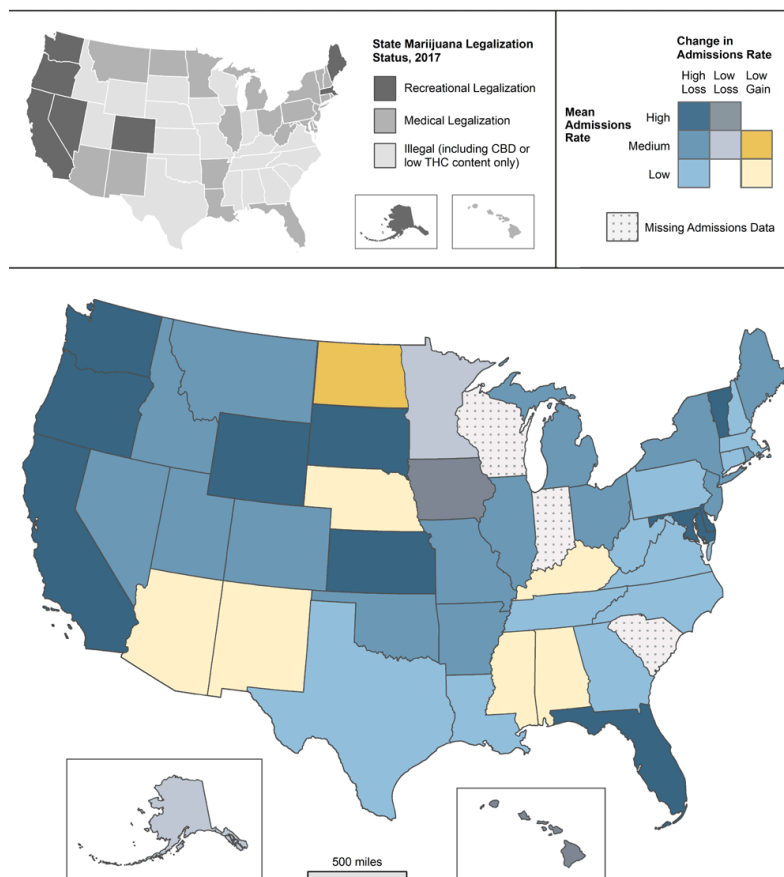 State Mariijuana Legalization
Status, 2017
Recreational Legalization
Medical Legalization
Illegal (including CBD or
low THC content only)
Change in
Admissions Rate
High Low Low
Loss Loss Gain
Mean
Admissions
Rate
High
Medium
Low
Missing Admissions Data
500 miles